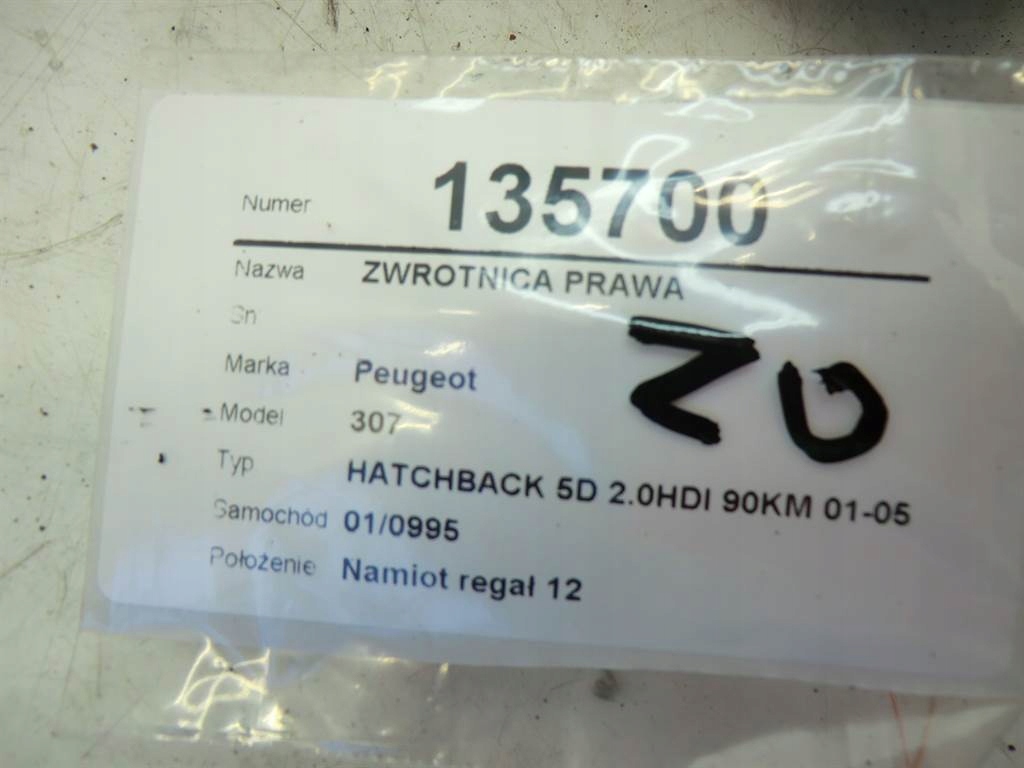 Numer 135700
Nazwa ZWROTNICA PRAWA
Sn
Marka Peugeot
Model 307
Typ HATCHBACK 5D 2.0HDI 90KM 01-05
Samochód 01/0995
Położenie Namiot regał 12
ZO